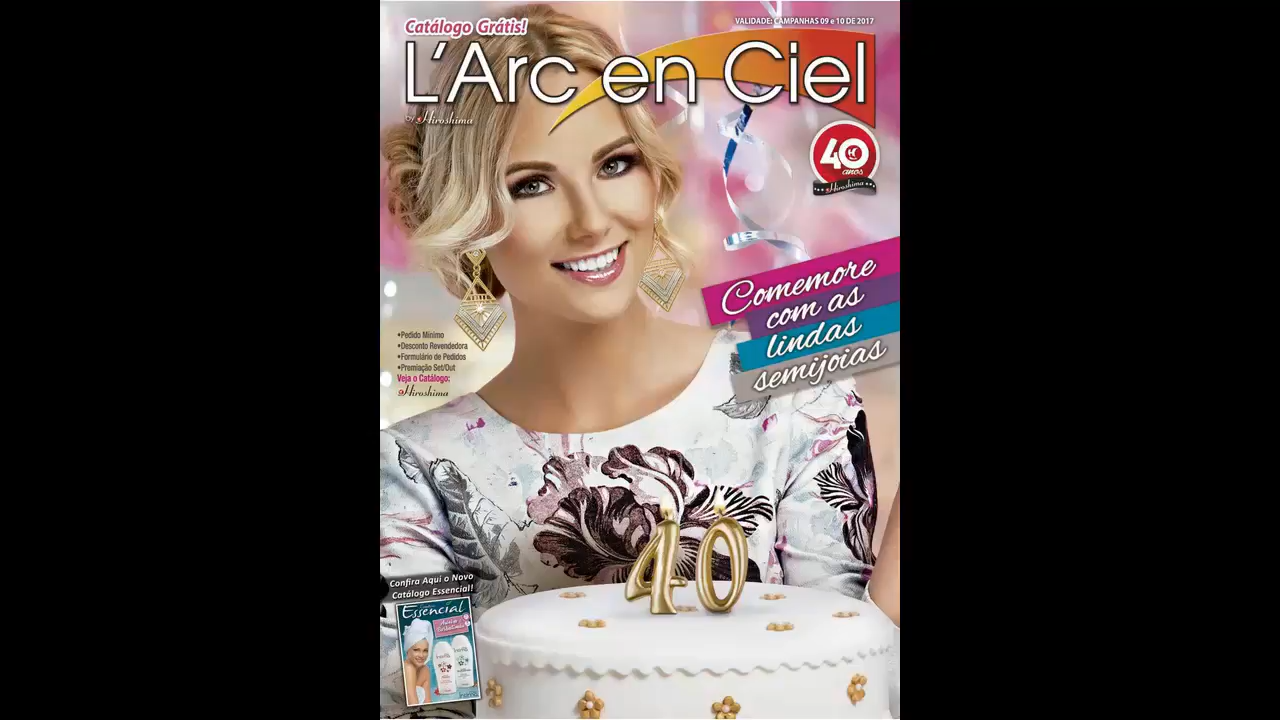 Catálogo Grátis!
VALIDADE: CAMPANHAS 09 e 10 DE 2017
L'Arc en Ciel
by Hiroshima
40
anos
Hiroshima
Comemore
com as
lindas
semijoias
•Pedido Mínimo
•Desconto Revendedora
•Formulário de Pedidos
•Premiação Set/Out
Veja o Catálogo:
Hiroshima
40
Confira Aqui o Novo
Catálogo Essencial!
Essencial